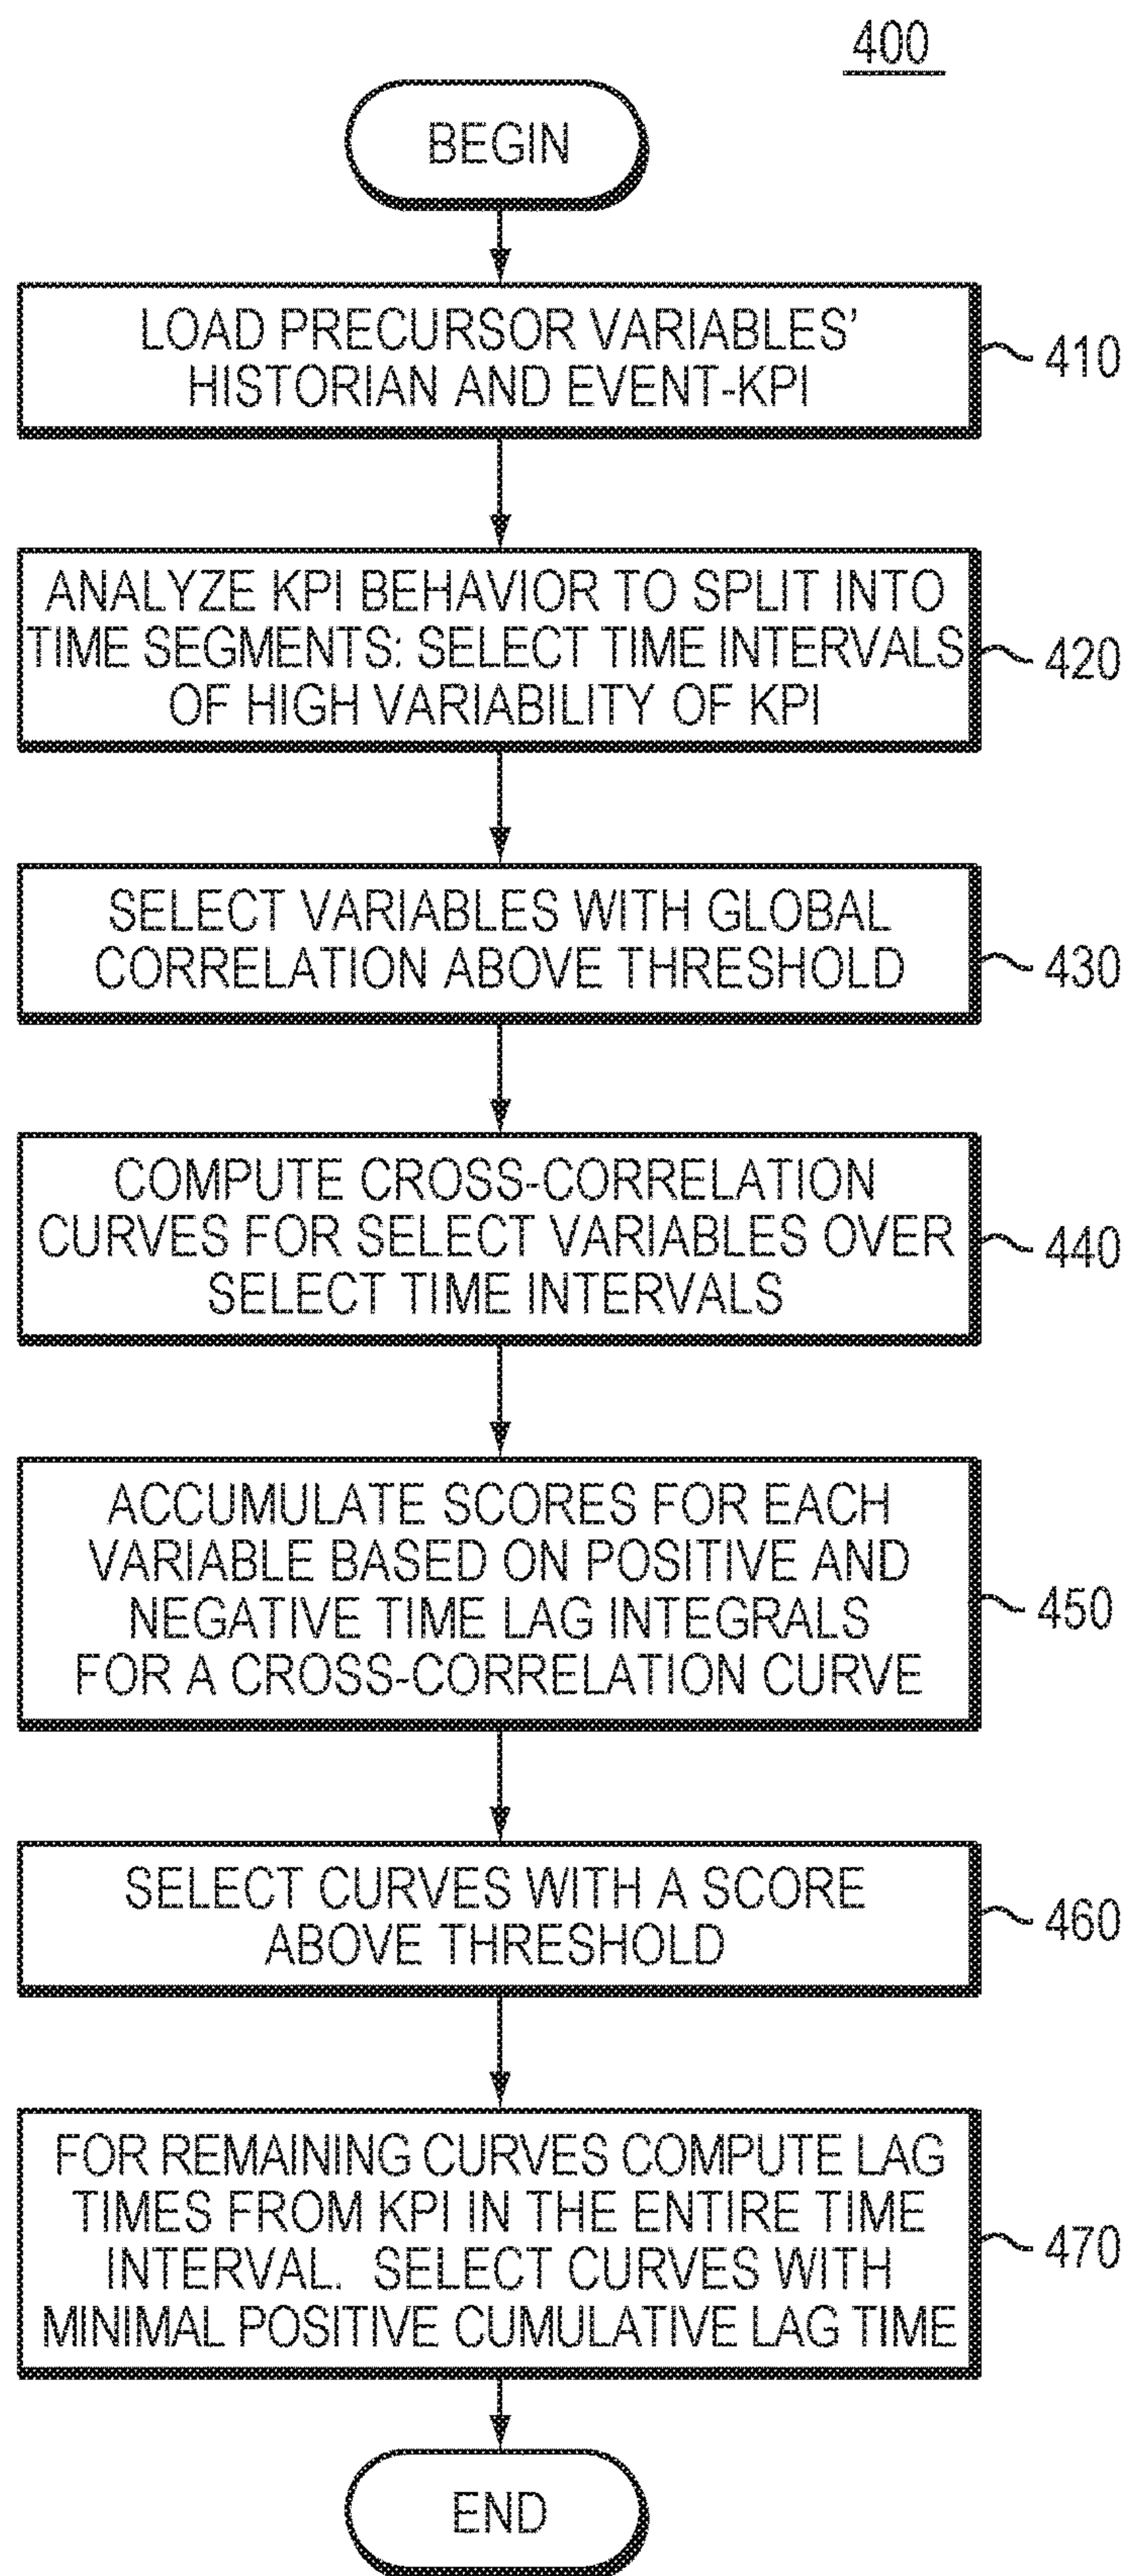 400
BEGIN
LOAD PRECURSOR VARIABLES'
HISTORIAN AND EVENT-KPI
410
ANALYZE KPI BEHAVIOR TO SPLIT INTO
TIME SEGMENTS: SELECT TIME INTERVALS
OF HIGH VARIABILITY OF KPI
420
SELECT VARIABLES WITH GLOBAL
CORRELATION ABOVE THRESHOLD
430
COMPUTE CROSS-CORRELATION
CURVES FOR SELECT VARIABLES OVER
SELECT TIME INTERVALS
440
ACCUMULATE SCORES FOR EACH
VARIABLE BASED ON POSITIVE AND
NEGATIVE TIME LAG INTEGRALS
FOR A CROSS-CORRELATION CURVE
450
SELECT CURVES WITH A SCORE
ABOVE THRESHOLD
460
FOR REMAINING CURVES COMPUTE LAG
TIMES FROM KPI IN THE ENTIRE TIME
INTERVAL. SELECT CURVES WITH
MINIMAL POSITIVE CUMULATIVE LAG TIME
470
END